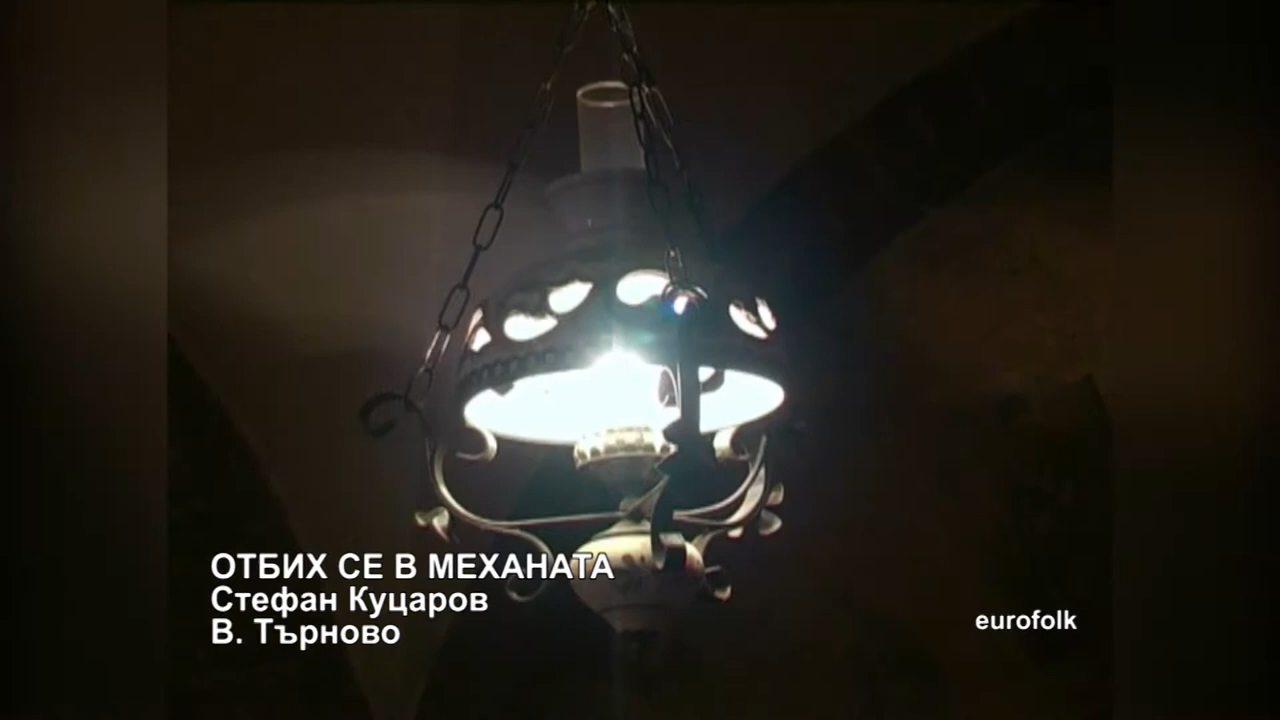 ОТБИХ СЕ В МЕХАНАТА
Стефан Куцаров
В. Търново
eurofolk